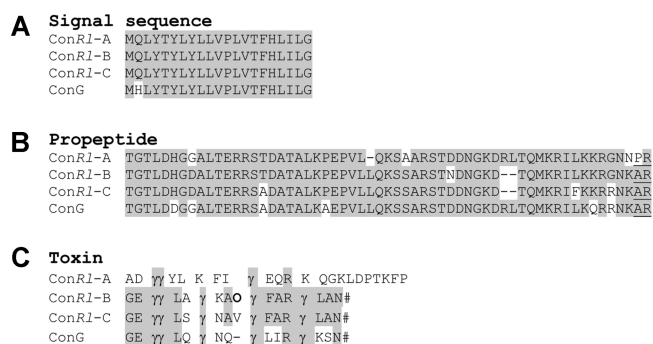 A Signal sequence
ConRl-A MQLYTYLYLLVPLVTFHLILG
ConRl-B MQLYTYLYLLVPLVTFHLILG
ConRl-C MQLYTYLYLLVPLVTFHLILG
ConG MHLYTYLYLLVPLVTFHLILG
B Propeptide
ConRl-A TGTLDHGGALTERRSTDATALKPEPVL-QKSAARSTDDNGKDRLTQMKRILKKRGNNPR
ConRl-B TGTLDHGGALTERRSTDATALKPEPVLLQKSSARSTNDNGKD--TQMKRILKKRGNKAR
ConRl-C TGTLDHGGALTERRSADATALKPEPVLLQKSSARSTDDNGKD--TQMKRILFKKRRNKAR
ConG TGTLDDGGALTERRSADATALKAEPVLLQKSSARSTDDNGKDRLTQMKRILKQRRNKAR
C Toxin
ConRl-A AD γγ YL K FI γ EQR K QGKLDPTKFP
ConRl-B GE γγ LA γ KAO γ FAR γ LAN#
ConRl-C GE γγ LS γ NAV γ FAR γ LAN#
ConG GE γγ LQ γ NQ- γ LIR γ KSN#